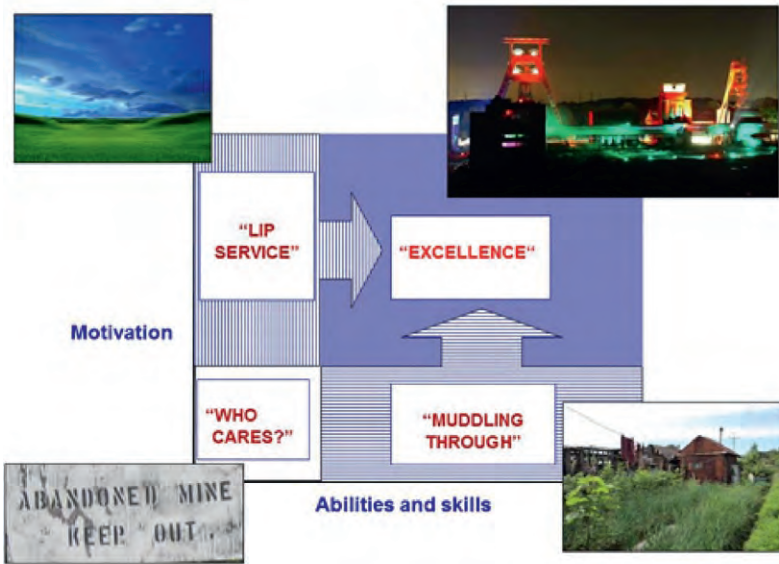 “LIP
SERVICE”
“EXCELLENCE“
Motivation
“WHO
CARES?”
“MUDDLING
THROUGH”
ABANDONED MINE
KEEP OUT.
Abilities and skills